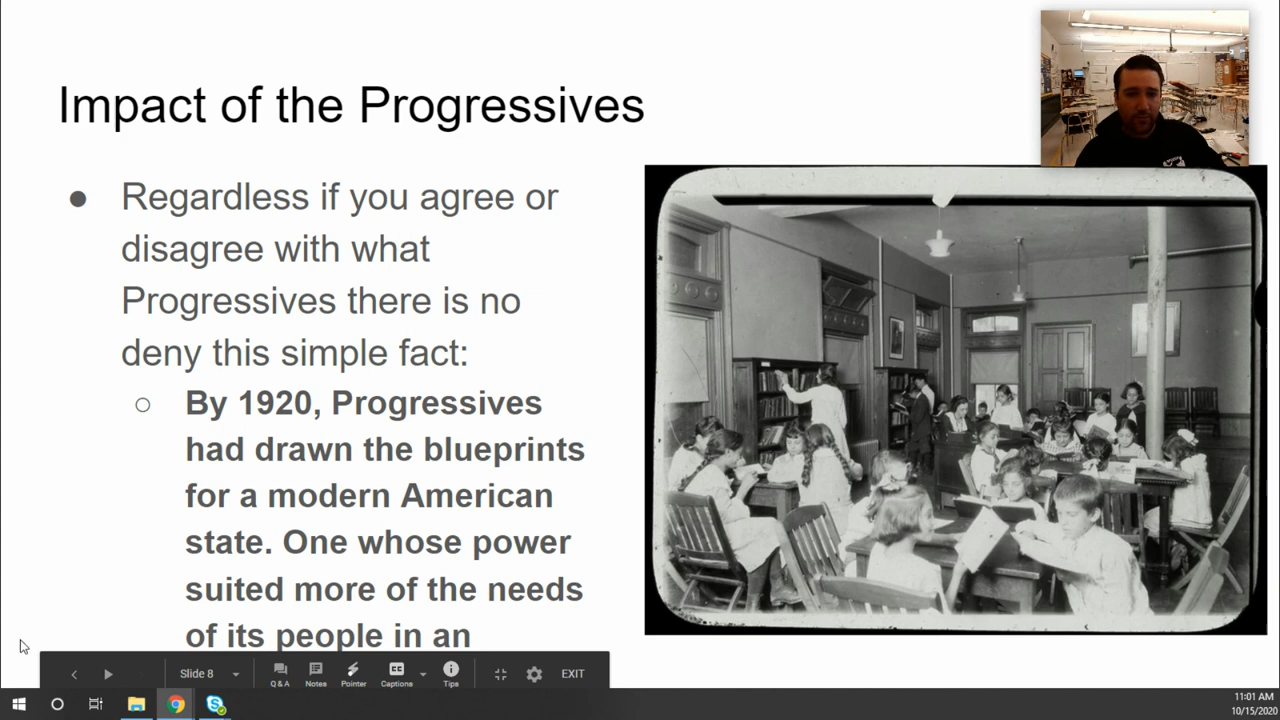 Impact of the Progressives
● Regardless if you agree or
disagree with what
Progressives there is no
deny this simple fact:
○ By 1920, Progressives
had drawn the blueprints
for a modern American
state. One whose power
suited more of the needs
of its people in an
Slide 8
Q & A
Notes
Pointer
Captions
Tips
EXIT
11:01 AM
10/15/2020